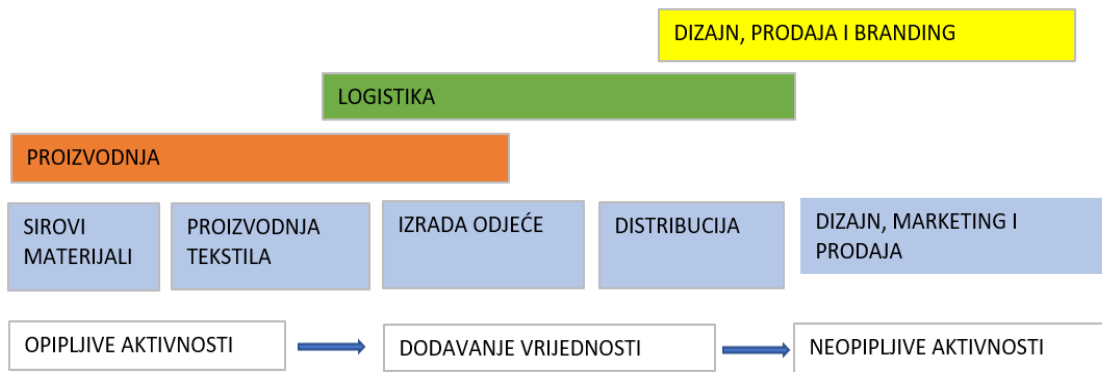 DIZAJN, PRODAJA I BRANDING
LOGISTIKA
PROIZVODNJA
SIROVI
MATERIJALI
PROIZVODNJA
TEKSTILA
IZRADA ODJEĆE
DISTRIBUCIJA
DIZAJN, MARKETING I
PRODAJA
OPIPLJIVE AKTIVNOSTI
DODAVANJE VRIJEDNOSTI
NEOPIPLJIVE AKTIVNOSTI